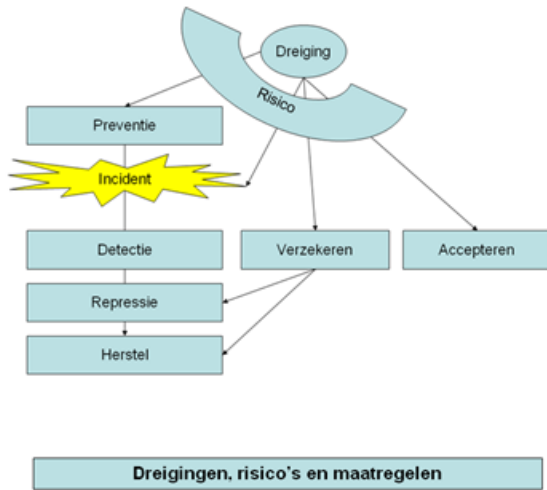 Dreiging
Risico
Preventie
Incident
Detectie
Verzekeren
Accepteren
Repressie
Herstel
Dreigingen, risico's en maatregelen